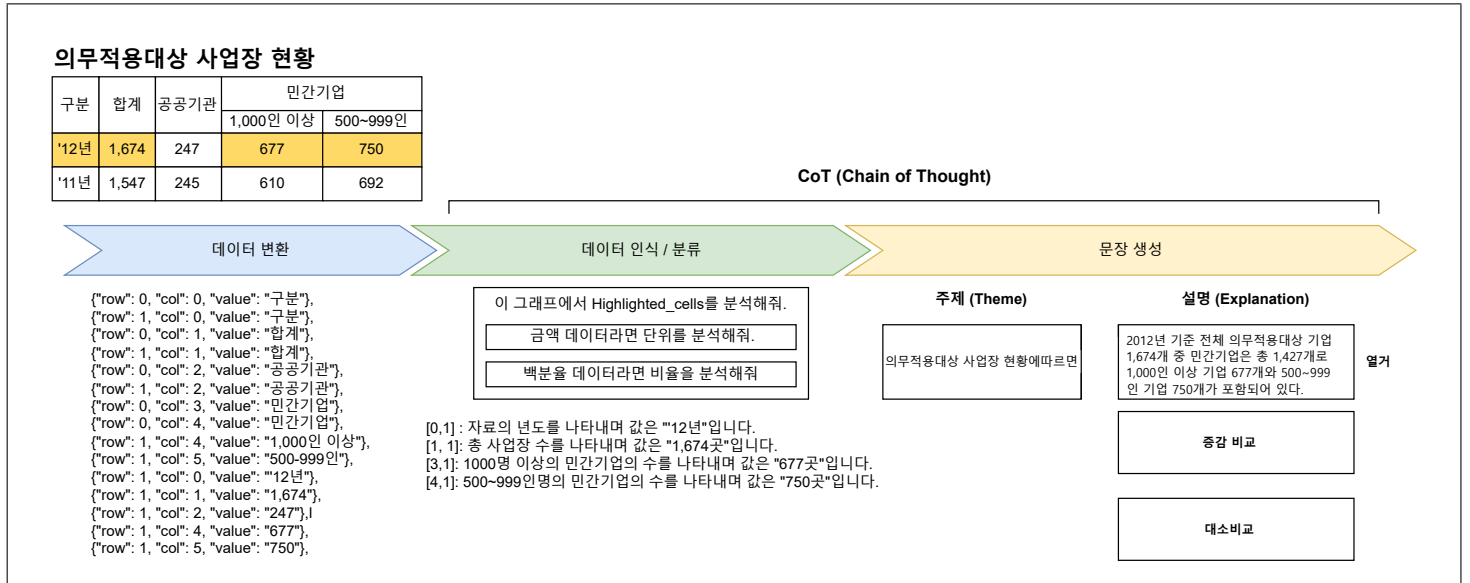 의무적용대상 사업장 현황
구분 합계 공공기관 민간기업
1,000인 이상 500~999인
'12년 1,674 247 677 750
'11년 1,547 245 610 692
CoT (Chain of Thought)
데이터 변환
데이터 인식 / 분류
문장 생성
{"row": 0, "col": 0, "value": "구분"},
{"row": 1, "col": 0, "value": "구분"},
{"row": 0, "col": 1, "value": "합계"},
{"row": 1, "col": 1, "value": "합계"},
{"row": 0, "col": 2, "value": "공공기관"},
{"row": 1, "col": 2, "value": "공공기관"},
{"row": 0, "col": 3, "value": "민간기업"},
{"row": 0, "col": 4, "value": "민간기업"},
{"row": 1, "col": 4, "value": "1,000인 이상"},
{"row": 1, "col": 5, "value": "500-999인"},
{"row": 1, "col": 0, "value": "'12년"},
{"row": 1, "col": 1, "value": "1,674"},
{"row": 1, "col": 2, "value": "247"},l
{"row": 1, "col": 4, "value": "677"},
{"row": 1, "col": 5, "value": "750"},
이 그래프에서 Highlighted_cells를 분석해줘.
금액 데이터라면 단위를 분석해줘.
백분율 데이터라면 비율을 분석해줘
[0,1] : 자료의 년도를 나타내며 값은 "'12년"입니다.
[1, 1]: 총 사업장 수를 나타내며 값은 "1,674곳"입니다.
[3,1]: 1000명 이상의 민간기업의 수를 나타내며 값은 "677곳"입니다.
[4,1]: 500~999인명의 민간기업의 수를 나타내며 값은 "750곳"입니다.
주제 (Theme)
의무적용대상 사업장 현황에따르면
설명 (Explanation)
2012년 기준 전체 의무적용대상 기업
1,674개 중 민간기업은 총 1,427개로
1,000인 이상 기업 677개와 500~999
인 기업 750개가 포함되어 있다.
열거
증감 비교
대소비교